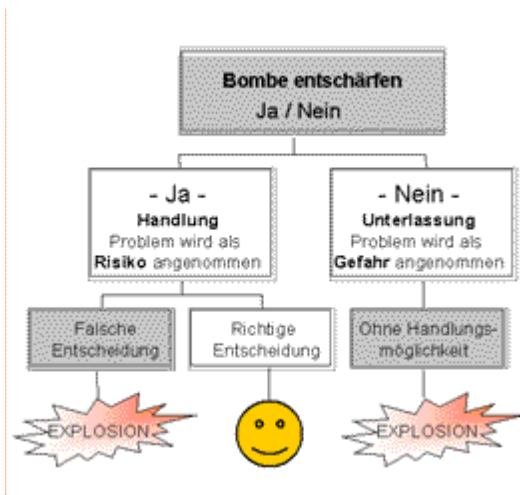 Bombe entschärfen
Ja / Nein
- Ja -
Handlung
Problem wird als
Risiko angenommen
- Nein -
Unterlassung
Problem wird als
Gefahr angenommen
Falsche
Entscheidung
Richtige
Entscheidung
Ohne Handlungs-
möglichkeit
EXPLOSION
EXPLOSION